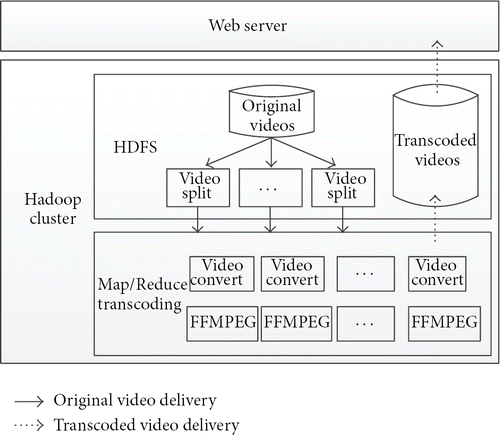 Web server
Original
videos
HDFS
Transcoded
videos
Video
split
...
Video
split
Hadoop
cluster
Map/Reduce
transcoding
Video
convert
Video
convert
...
Video
convert
FFMPEG
FFMPEG
...
FFMPEG
Original video delivery
Transcoded video delivery